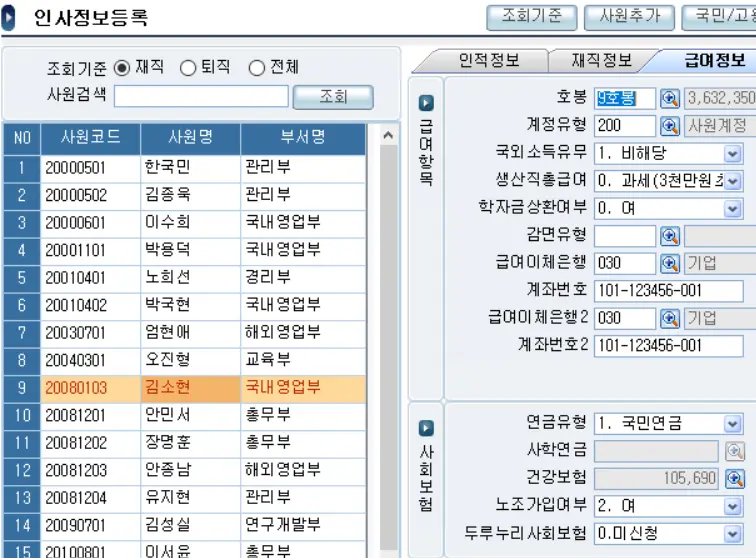 인사정보등록
조회기준 사원추가 국민/고용
조회기준 재직 퇴직 전체
사원검색 조회
NO 사원코드 사원명 부서명
1 20000501 한국민 관리부
2 20000502 김종욱 관리부
3 20000601 이수희 국내영업부
4 20001101 박용덕 국내영업부
5 20010401 노희선 경리부
6 20010402 박국현 국내영업부
7 20030701 엄현애 해외영업부
8 20040301 오진형 교육부
9 20080103 김소현 국내영업부
10 20081201 안민서 총무부
11 20081202 장명훈 총무부
12 20081203 안종남 해외영업부
13 20081204 유지현 관리부
14 20090701 김성실 연구개발부
15 20100801 이서윤 총무부
인적정보 재직정보 급여정보
급여항목
호봉 9호봉 3,632,350
계정유형 200 사원계정
국외소득유무 1. 비해당
생산직총급여 0. 과세(3천만원초
학자금상환여부 0. 여
감면유형
급여이체은행 030 기업
계좌번호 101-123456-001
급여이체은행2 030 기업
계좌번호2 101-123456-001
사회보험
연금유형 1. 국민연금
사학연금
건강보험 105,690
노조가입여부 2. 여
두루누리사회보험 0.미신청